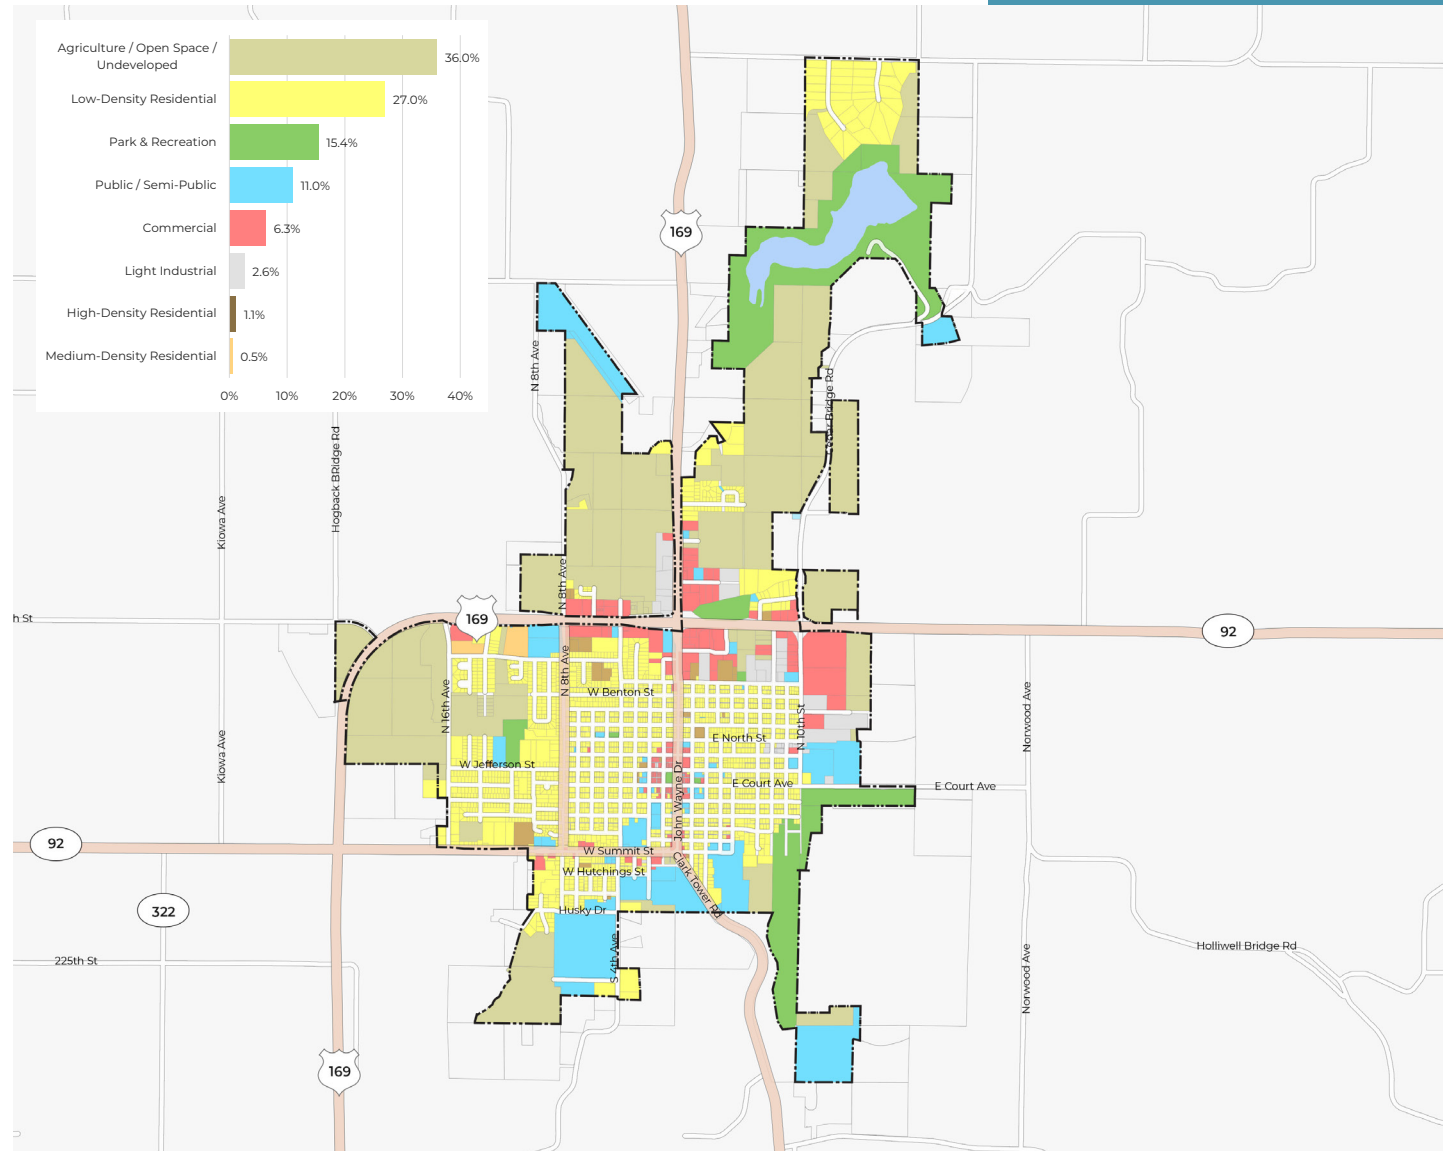 Agriculture / Open Space /
Undeveloped
36.0%
Low-Density Residential
27.0%
Park & Recreation
15.4%
Public / Semi-Public
11.0%
Commercial
6.3%
Light Industrial
2.6%
High-Density Residential
1.1%
Medium-Density Residential
0.5%
0%
10%
20%
30%
40%
169
N 8th Ave
Bridge Rd
Hogback BRidge Rd
Kiowa Ave
N 8th Ave
h St
169
92
N 8th Ave
W Benton St
N 16th Ave
N 10th St
Norwood Ave
E North St
Kiowa Ave
W Jefferson St
John Wayne Dr
E Court Ave
E Court Ave
92
W Summit St
W Hutchings St
Clark Tower Rd
322
Husky Dr
S 4th Ave
225th St
Holliwell Bridge Rd
Norwood Ave
169